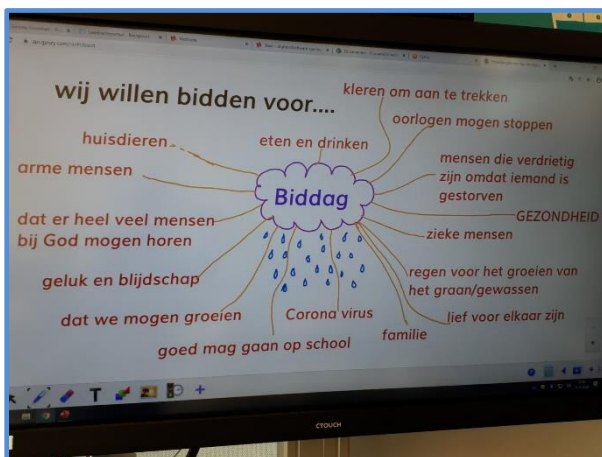 wij willen bidden voor....
kleren om aan te trekken
oorlogen mogen stoppen
huisdieren
eten en drinken
arme mensen
mensen die verdrietig
zijn omdat iemand is
gestorven
Biddag
GEZONDHEID
dat er heel veel mensen
bij God mogen horen
zieke mensen
geluk en blijdschap
regen voor het groeien van
het graan/gewassen
dat we mogen groeien
Corona virus
lief voor elkaar zijn
familie
goed mag gaan op school
T
CTOUCH